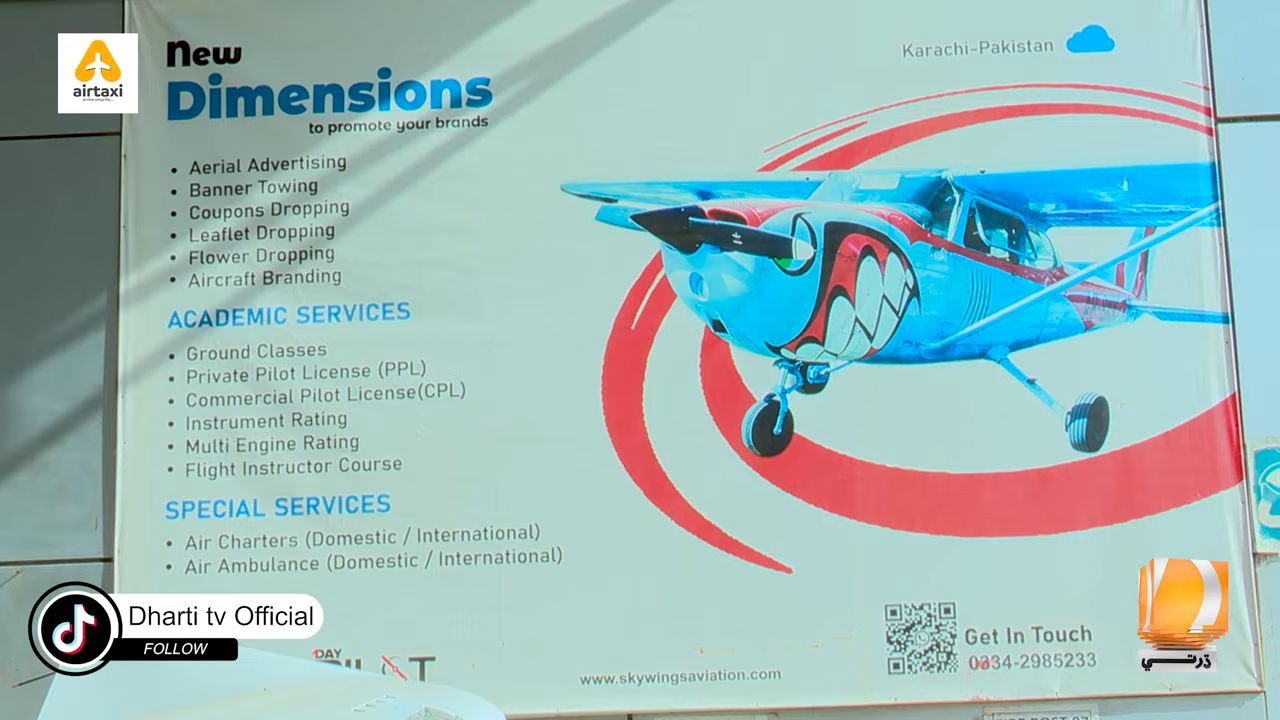 airtaxi
New
Dimensions
to promote your brands
Karachi-Pakistan
• Aerial Advertising
• Banner Towing
• Coupons Dropping
• Leaflet Dropping
• Flower Dropping
• Aircraft Branding
ACADEMIC SERVICES
• Ground Classes
• Private Pilot License (PPL)
• Commercial Pilot License(CPL)
• Instrument Rating
• Multi Engine Rating
• Flight Instructor Course
SPECIAL SERVICES
• Air Charters (Domestic / International)
• Air Ambulance (Domestic / International)
Dharti tv Official
FOLLOW
DAY
www.skywingsaviation.com
Get In Touch
0334-2985233
ڌرتي